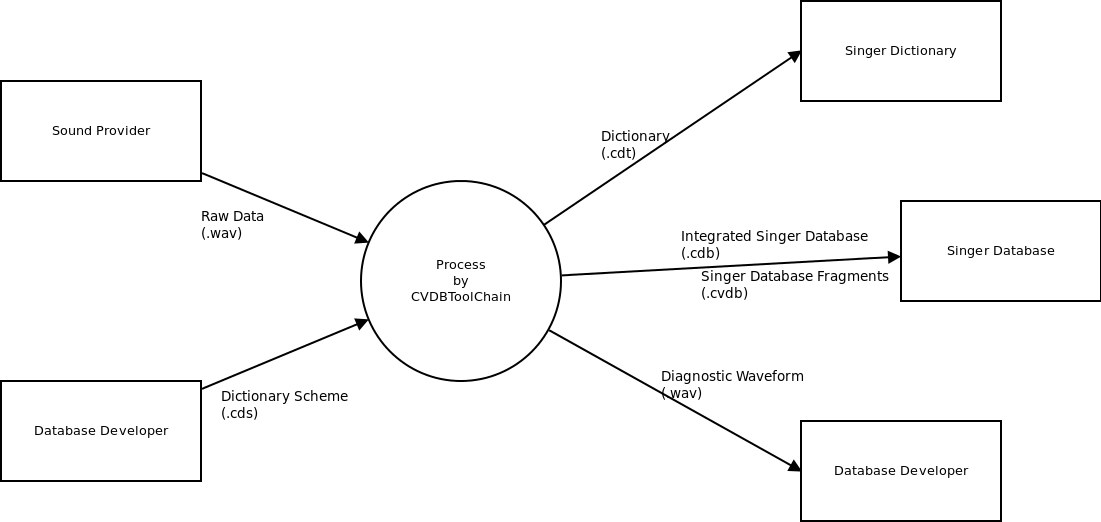 Singer Dictionary
Sound Provider
Dictionary
(.cdt)
Raw Data
(.wav)
Integrated Singer Database
(.cdb)
Singer Database
Process
by
CVDBToolChain
Singer Database Fragments
(.cvdb)
Diagnostic Waveform
(.wav)
Dictionary Scheme
(.cds)
Database Developer
Database Developer